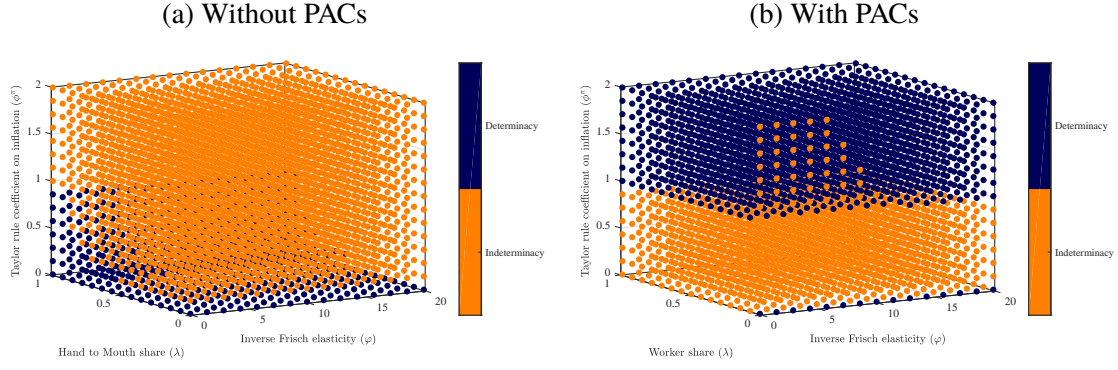 (a) Without PACs
2
1.5
1
0.5
0
Taylor rule coefficient on inflation (ϕ^π)
1
0.5
0
Hand to Mouth share (λ)
0
5
10
15
20
Inverse Frisch elasticity (φ)
Determinacy
Indeterminacy
(b) With PACs
2
1.5
1
0.5
0
Taylor rule coefficient on inflation (ϕ^π)
1
0.5
0
Worker share (λ)
0
5
10
15
20
Inverse Frisch elasticity (φ)
Determinacy
Indeterminacy